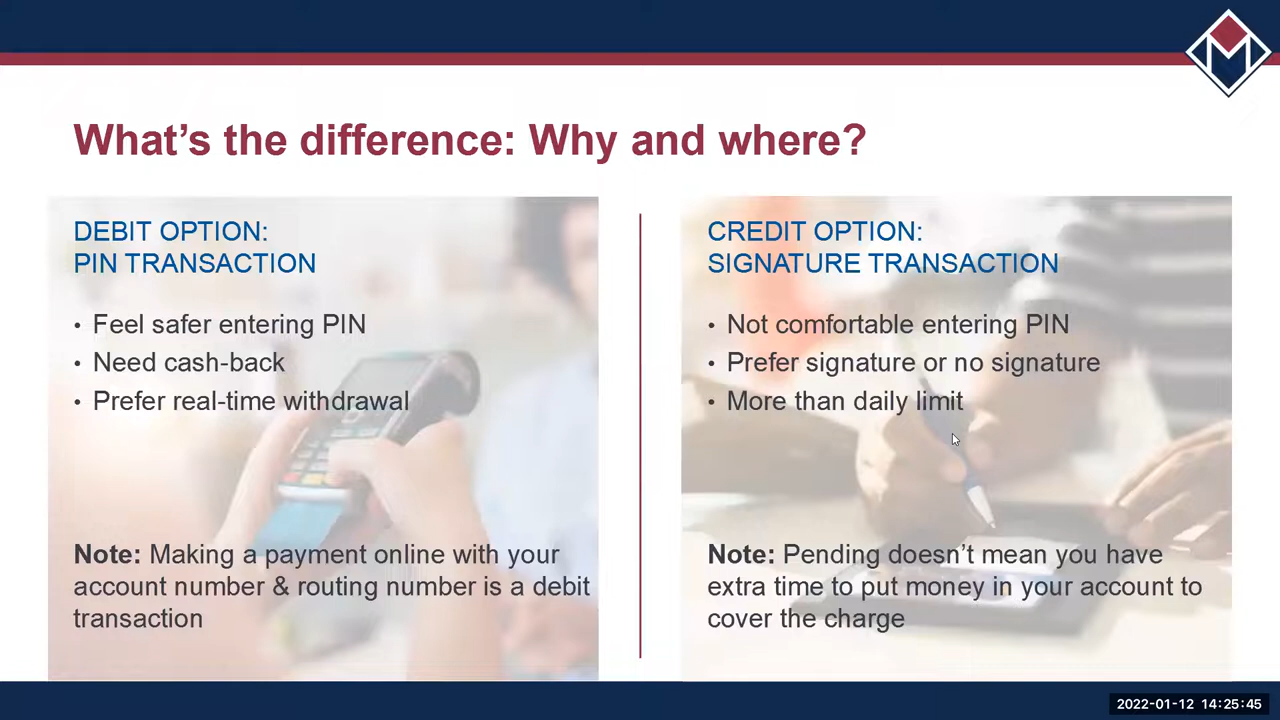 What's the difference: Why and where?
DEBIT OPTION:
PIN TRANSACTION
• Feel safer entering PIN
• Need cash-back
• Prefer real-time withdrawal
Note: Making a payment online with your
account number & routing number is a debit
transaction
CREDIT OPTION:
SIGNATURE TRANSACTION
• Not comfortable entering PIN
• Prefer signature or no signature
• More than daily limit
Note: Pending doesn't mean you have
extra time to put money in your account to
cover the charge
2022-01-12 14:25:45